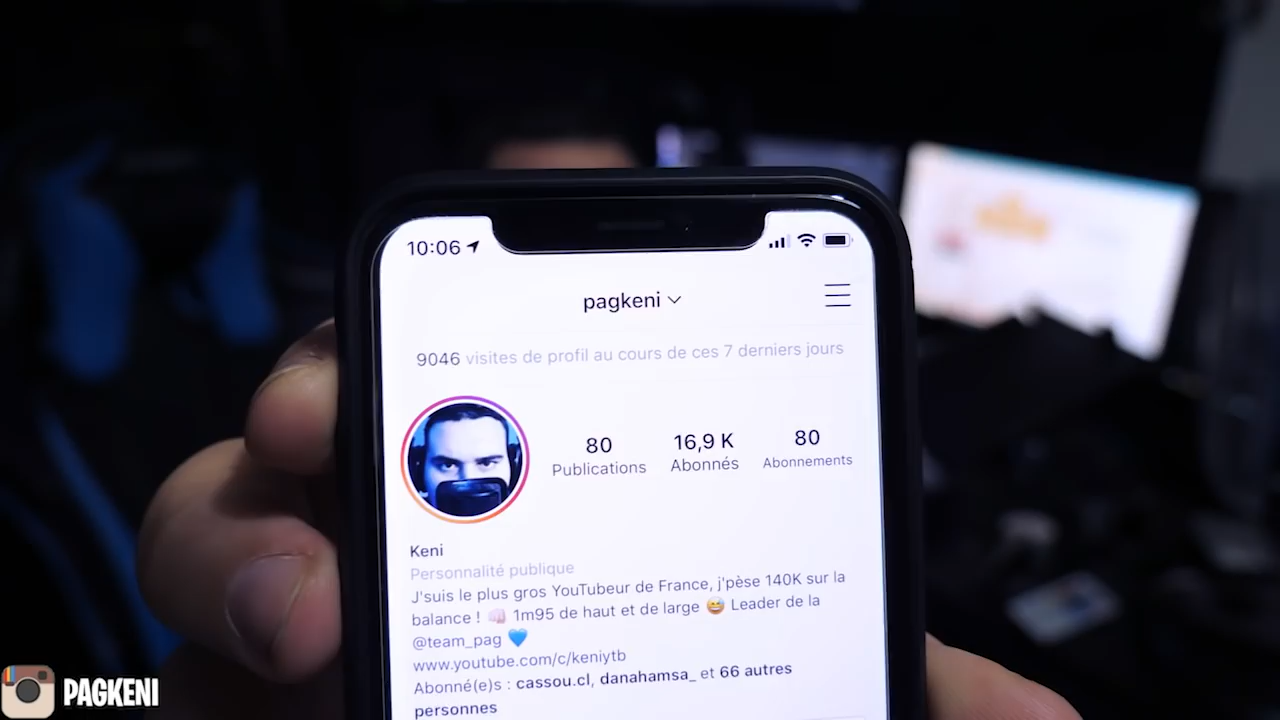 10:06
pagkeni
9046 visites de profil au cours de ces 7 derniers jours
80
Publications
16,9 K
Abonnés
80
Abonnements
Keni
Personnalité publique
J'suis le plus gros YouTubeur de France, j'pèse 140K sur la
balance ! 👊🏻 1m95 de haut et de large 😅 Leader de la
@team_pag 💙
www.youtube.com/c/keniytb
Abonné(e)s : cassou.cl, danahamsa_ et 66 autres
personnes
PAGKENI